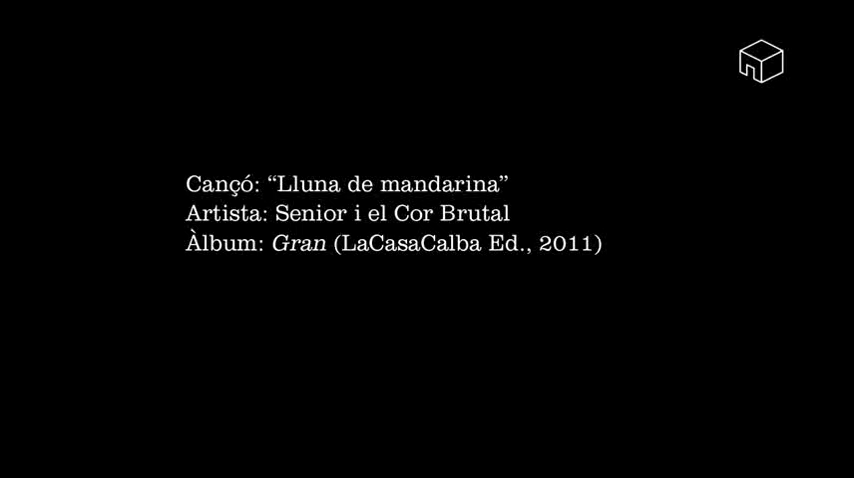 Cançó: “Lluna de mandarina”
Artista: Senior i el Cor Brutal
Àlbum: Gran (LaCasaCalba Ed., 2011)